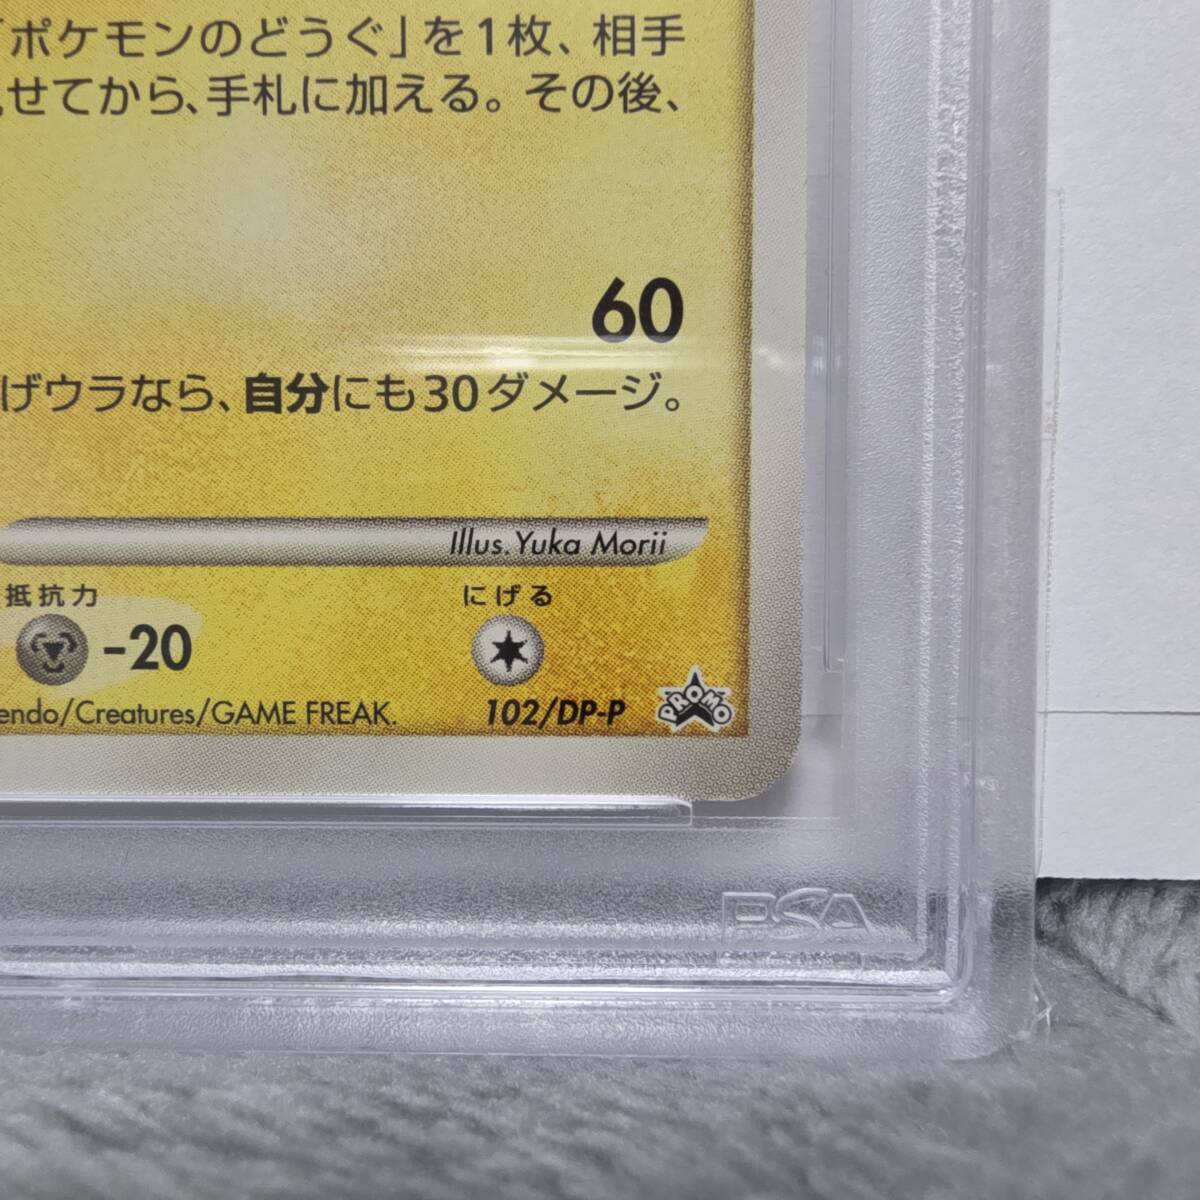 「ポケモンのどうぐ」を1枚、相手
せてから、手札に加える。その後、
60
げウラなら、自分にも30ダメージ。
Illus. Yuka Morii
抵抗力 にげる
-20
endo/Creatures/GAME FREAK. 102/DP-P PROMO
PSA